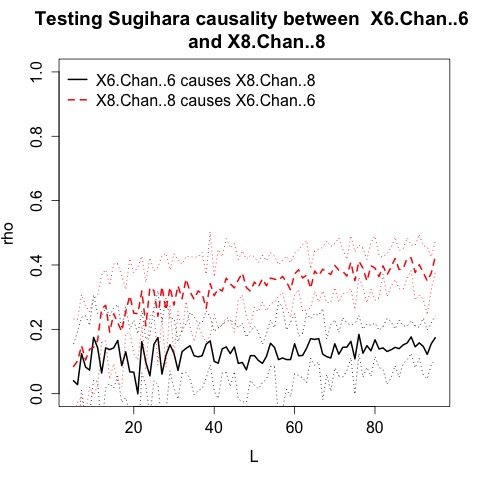 Testing Sugihara causality between  X6.Chan..6
and X8.Chan..8
X6.Chan..6 causes X8.Chan..8
X8.Chan..8 causes X6.Chan..6
rho
1.0
0.8
0.6
0.4
0.2
0.0
20 40 60 80
L